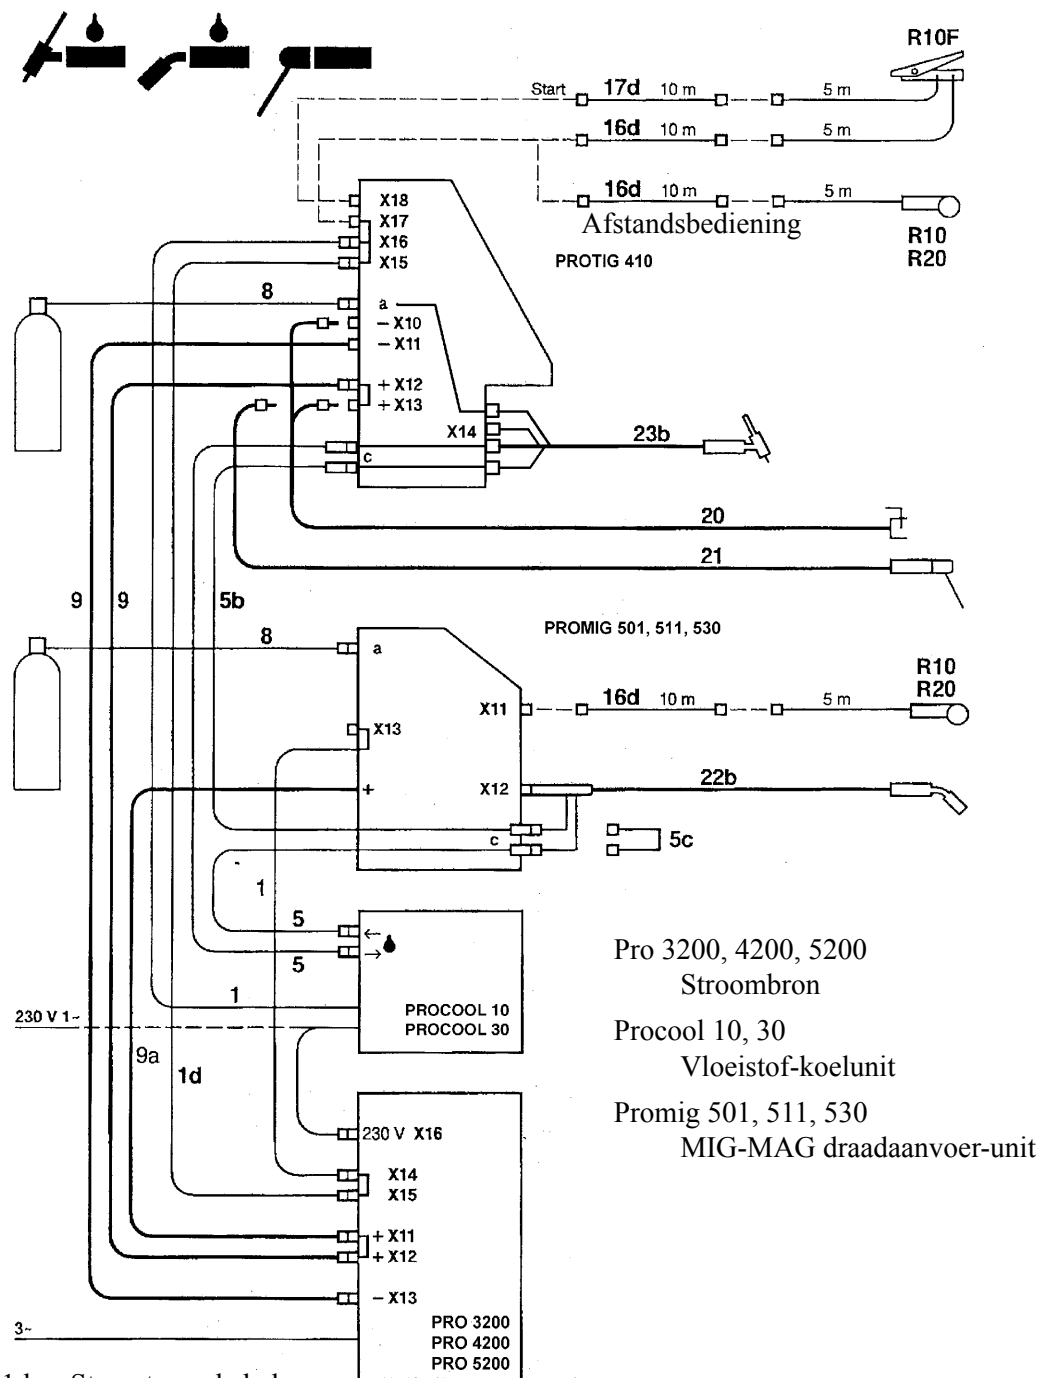 R10F
Start 17d 10 m 5 m
16d 10 m 5 m
16d 10 m 5 m
X18
Afstandsbediening
X17
R10
X16
R20
PROTIG 410
X15
8
a
– X10
– X11
+ X12
+ X13
X14
23b
c
20
21
9 9 5b
PROMIG 501, 511, 530
8
a
R10
R20
16d 10 m 5 m
X11
X13
22b
+ X12
c 5c
1
5
Pro 3200, 4200, 5200
5
Stroombron
1
PROCOOL 10
230 V 1~
PROCOOL 30
Procool 10, 30
9a
Vloeistof-koelunit
1d
Promig 501, 511, 530
230 V X16
MIG-MAG draadaanvoer-unit
X14
X15
+ X11
+ X12
– X13
PRO 3200
3~
PRO 4200
PRO 5200